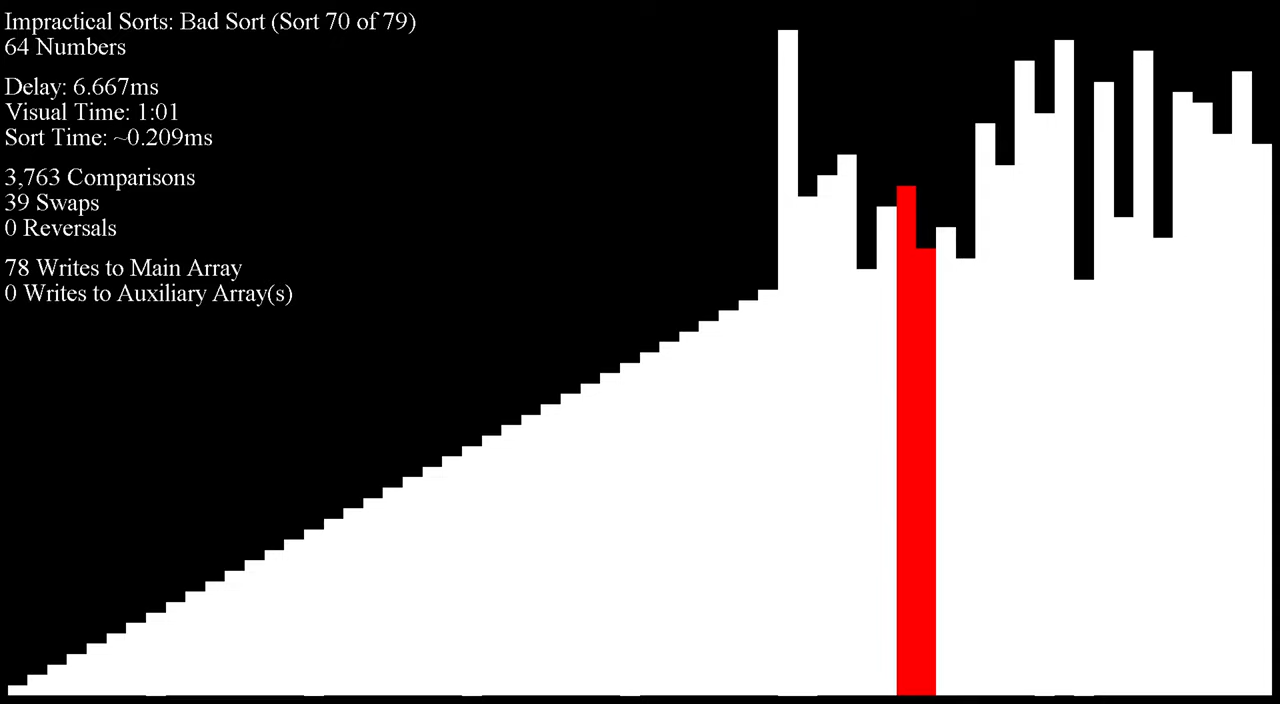 Impractical Sorts: Bad Sort (Sort 70 of 79)
64 Numbers
Delay: 6.667ms
Visual Time: 1:01
Sort Time: ~0.209ms
3,763 Comparisons
39 Swaps
0 Reversals
78 Writes to Main Array
0 Writes to Auxiliary Array(s)